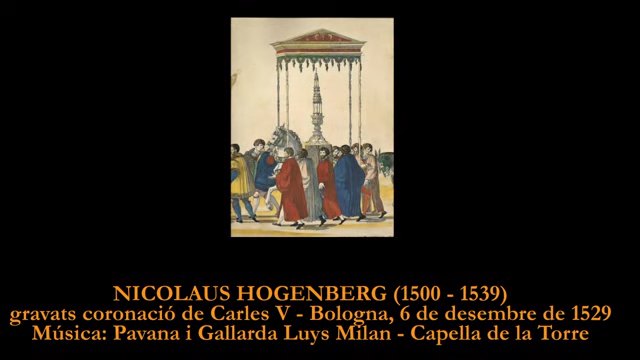 NICOLAUS HOGENBERG (1500 - 1539)
gravats coronació de Carles V - Bologna, 6 de desembre de 1529
Música: Pavana i Gallarda Luys Milan - Capella de la Torre